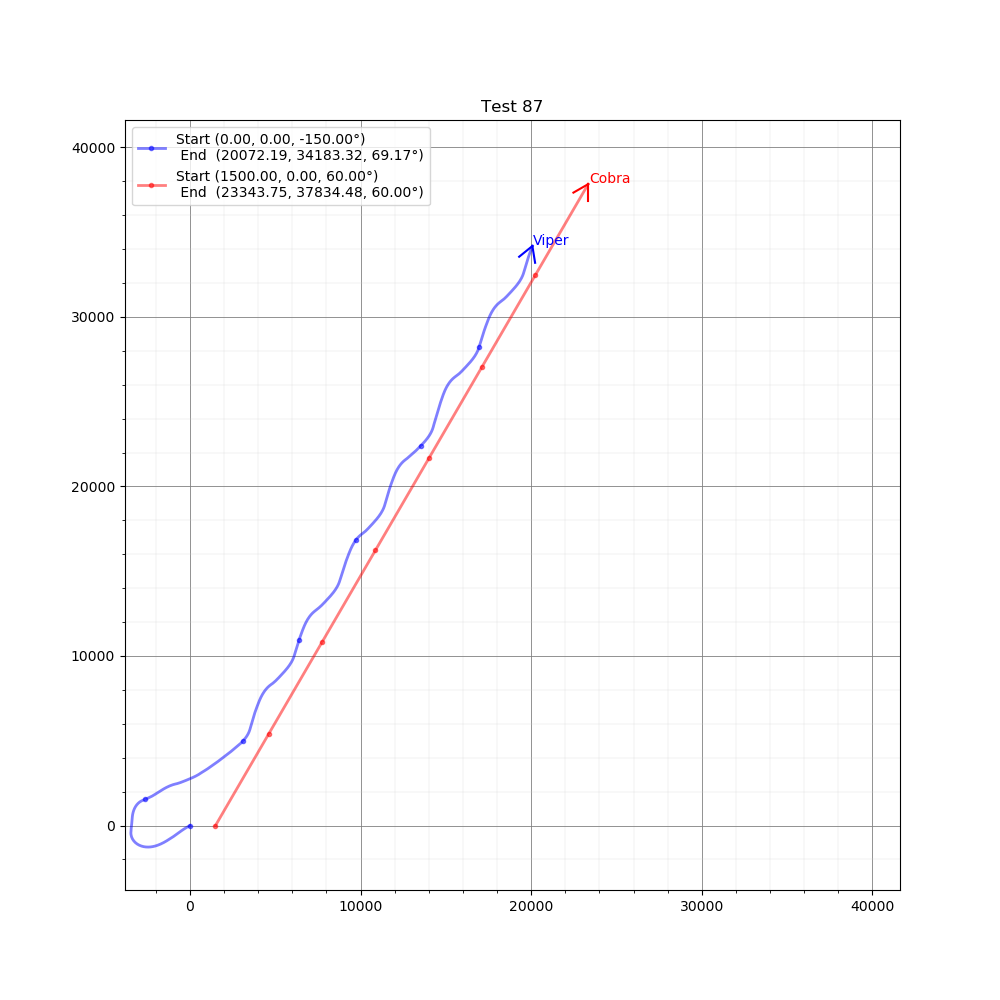 Test 87
Start (0.00, 0.00, -150.00°)
End (20072.19, 34183.32, 69.17°)
Start (1500.00, 0.00, 60.00°)
End (23343.75, 37834.48, 60.00°)
40000
Cobra
Viper
30000
20000
10000
0
0 10000 20000 30000 40000